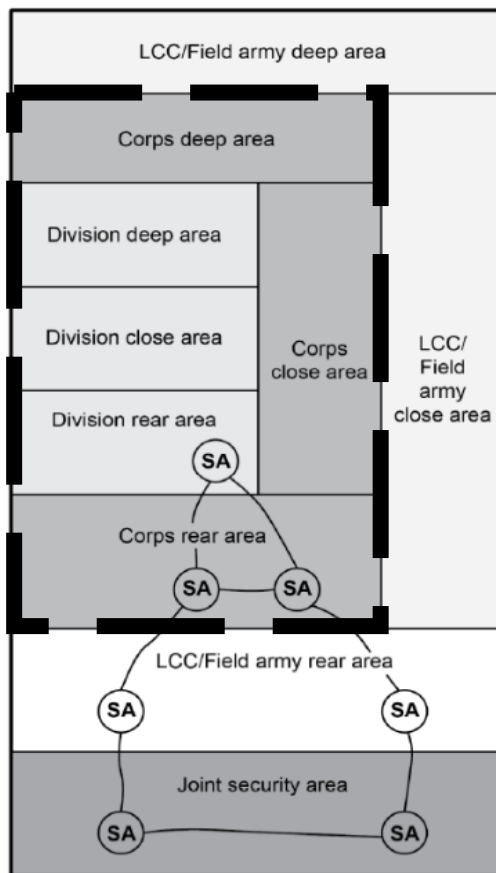 LCC/Field army deep area
Corps deep area
Division deep area
Division close area
Corps
close area
LCC/
Field
army
close area
Division rear area
SA
Corps rear area
SA
SA
LCC/Field army rear area
SA
SA
Joint security area
SA
SA